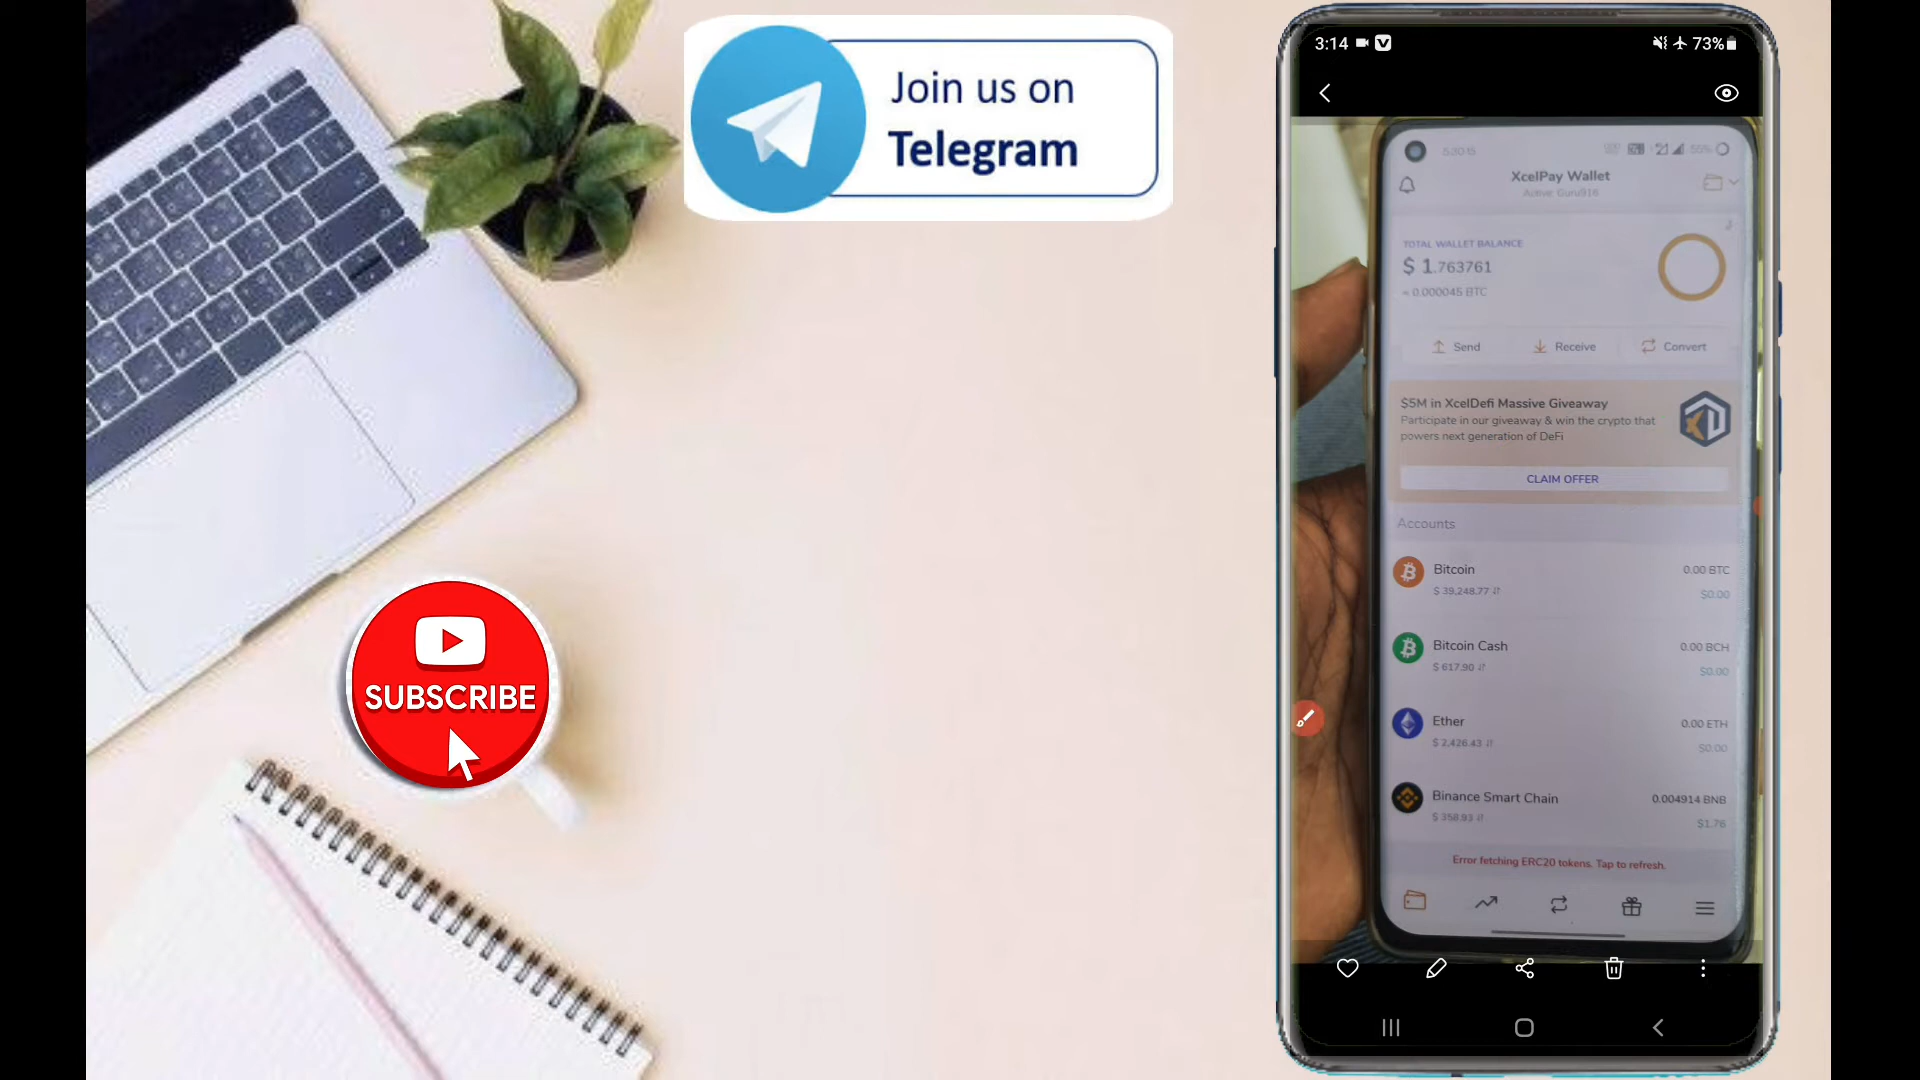 Join us on
Telegram
SUBSCRIBE
3:14
73%
XcelPay Wallet
Active: Guru916
TOTAL WALLET BALANCE
$ 1.763761
≈ 0.000045 BTC
Send
Receive
Convert
$5M in XcelDefi Massive Giveaway
Participate in our giveaway & win the crypto that
powers next generation of DeFi
CLAIM OFFER
Accounts
Bitcoin
0.00 BTC
$ 39,248.77
$0.00
Bitcoin Cash
0.00 BCH
$ 617.90
$0.00
Ether
0.00 ETH
$ 2,426.43
$0.00
Binance Smart Chain
0.004914 BNB
$ 358.93
$1.76
Error fetching ERC20 tokens. Tap to refresh.